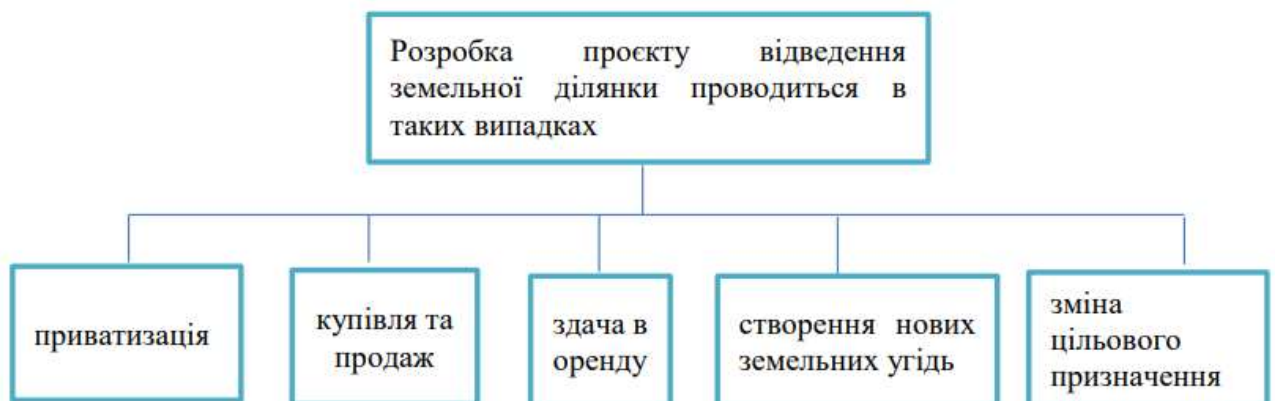 Розробка проєкту відведення
земельної ділянки проводиться в
таких випадках
приватизація
купівля та
продаж
здача в
оренду
створення нових
земельних угідь
зміна
цільового
призначення